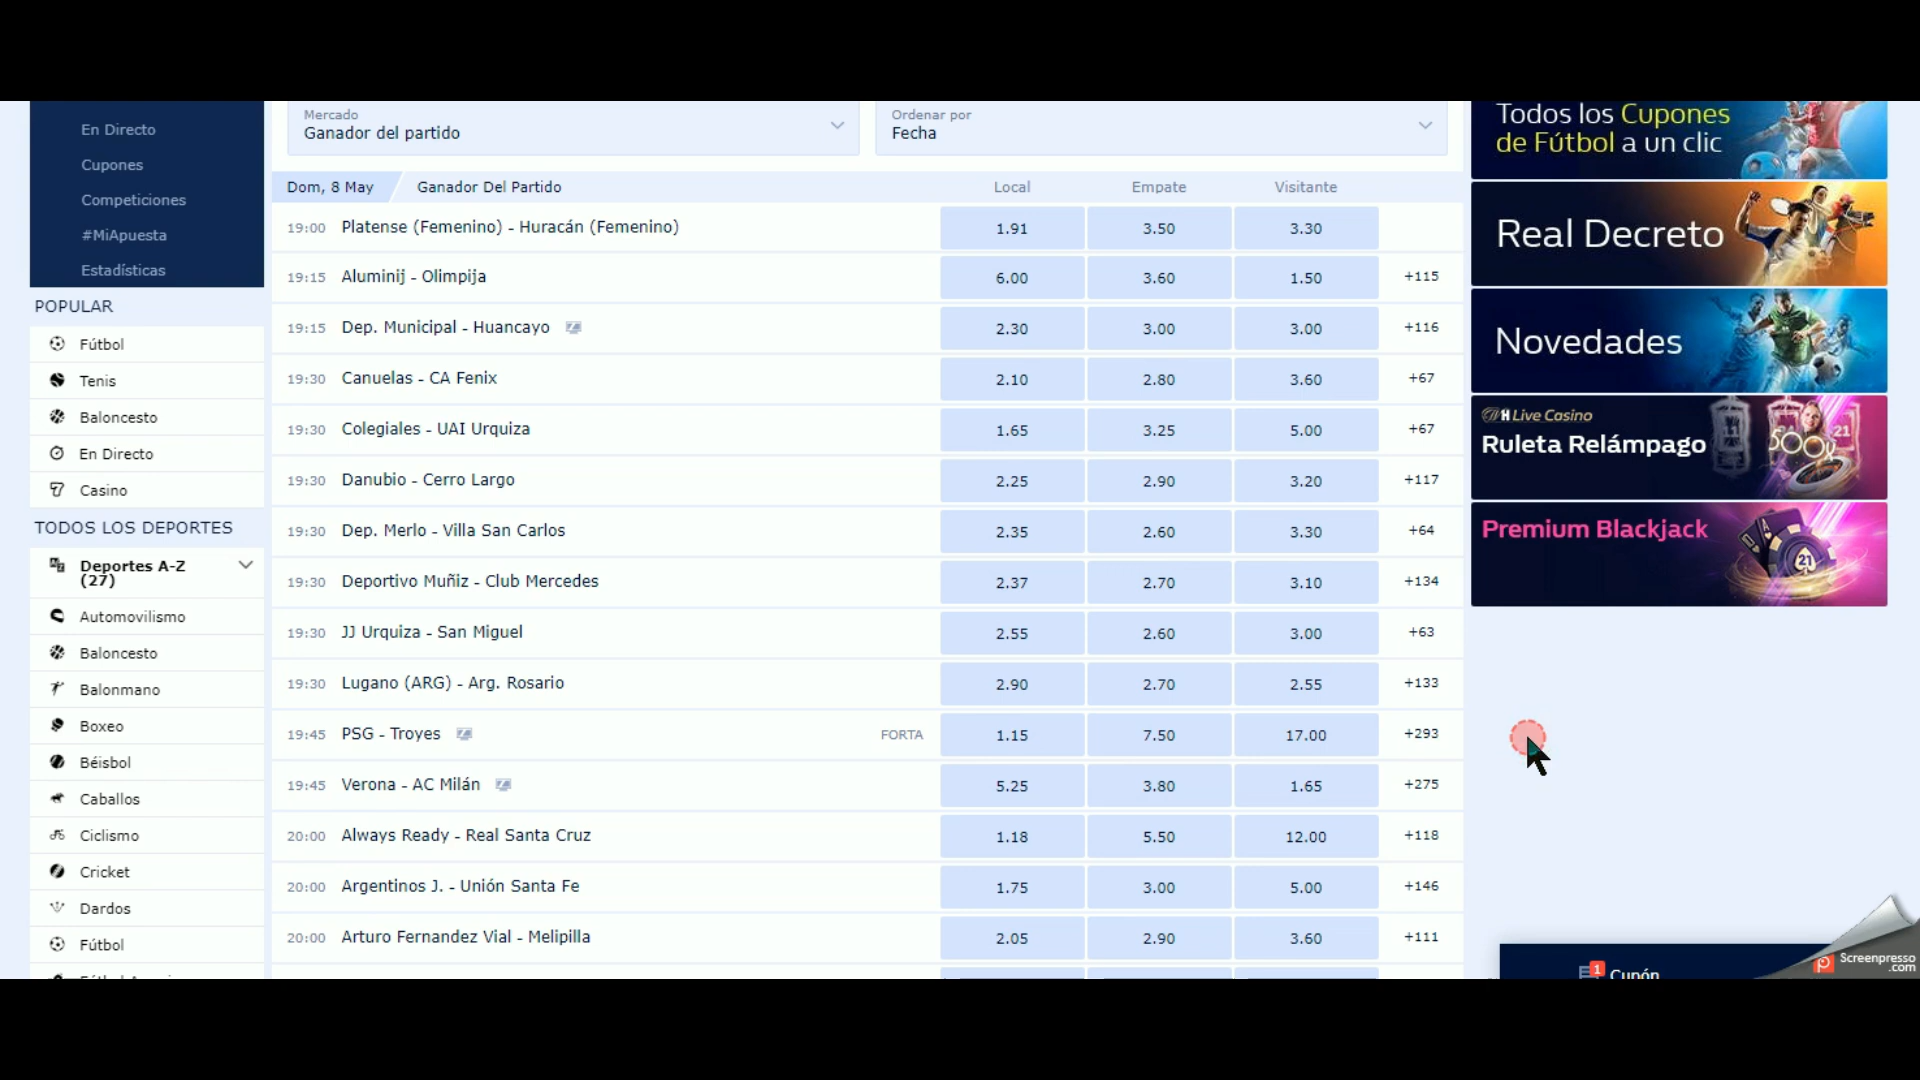 En Directo
Cupones
Competiciones
#MiApuesta
Estadísticas
POPULAR
Fútbol
Tenis
Baloncesto
En Directo
Casino
TODOS LOS DEPORTES
Deportes A-Z
(27)
Automovilismo
Baloncesto
Balonmano
Boxeo
Béisbol
Caballos
Ciclismo
Cricket
Dardos
Fútbol
Mercado
Ganador del partido
Ordenar por
Fecha
Dom, 8 May Ganador Del Partido Local Empate Visitante
19:00 Platense (Femenino) - Huracán (Femenino) 1.91 3.50 3.30
19:15 Aluminij - Olimpija 6.00 3.60 1.50 +115
19:15 Dep. Municipal - Huancayo 2.30 3.00 3.00 +116
19:30 Canuelas - CA Fenix 2.10 2.80 3.60 +67
19:30 Colegiales - UAI Urquiza 1.65 3.25 5.00 +67
19:30 Danubio - Cerro Largo 2.25 2.90 3.20 +117
19:30 Dep. Merlo - Villa San Carlos 2.35 2.60 3.30 +64
19:30 Deportivo Muñiz - Club Mercedes 2.37 2.70 3.10 +134
19:30 JJ Urquiza - San Miguel 2.55 2.60 3.00 +63
19:30 Lugano (ARG) - Arg. Rosario 2.90 2.70 2.55 +133
19:45 PSG - Troyes FORTA 1.15 7.50 17.00 +293
19:45 Verona - AC Milán 5.25 3.80 1.65 +275
20:00 Always Ready - Real Santa Cruz 1.18 5.50 12.00 +118
20:00 Argentinos J. - Unión Santa Fe 1.75 3.00 5.00 +146
20:00 Arturo Fernandez Vial - Melipilla 2.05 2.90 3.60 +111
Todos los Cupones
de Fútbol a un clic
Real Decreto
Novedades
Live Casino
Ruleta Relámpago
Premium Blackjack
21
1 Cupón
Screenpresso
.com